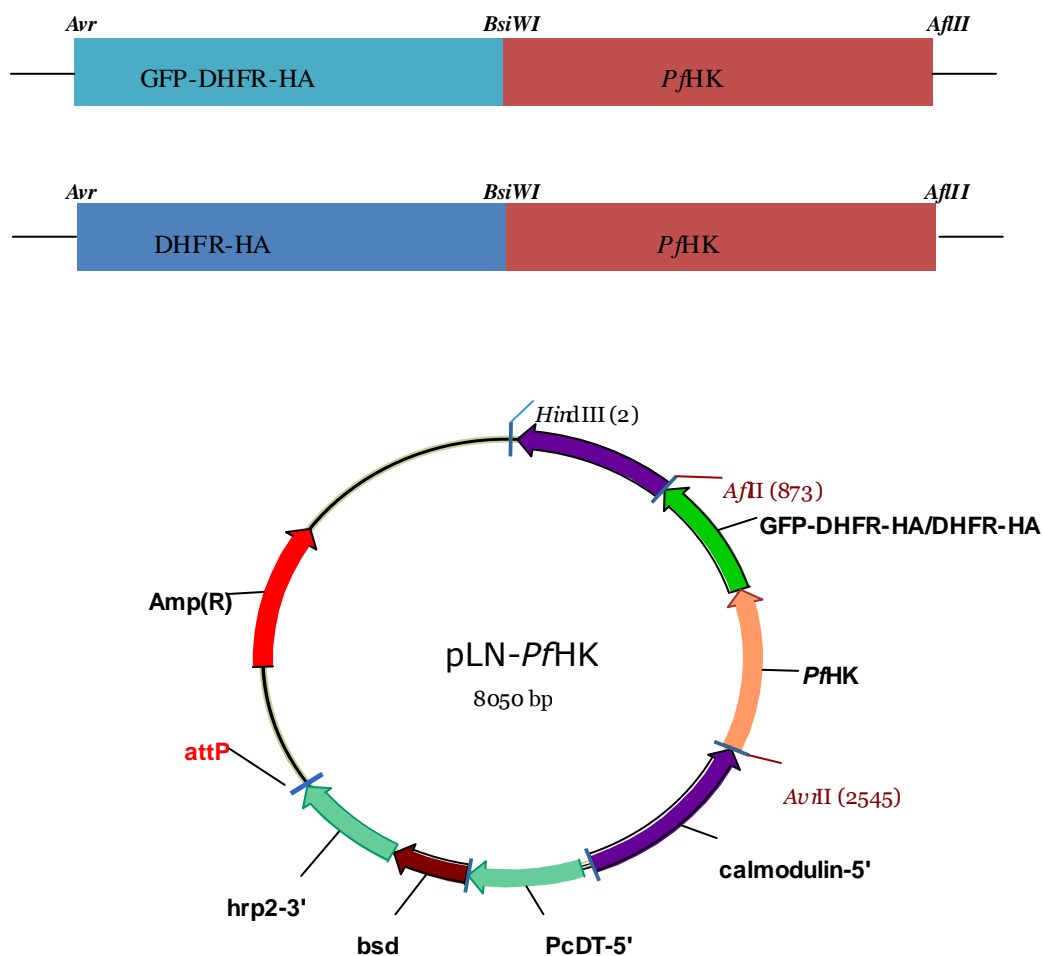 Avr BsiWI AflII
GFP-DHFR-HA PfHK
Avr BsiWI AflII
DHFR-HA PfHK
HindIII (2)
AflII (873)
GFP-DHFR-HA/DHFR-HA
Amp(R)
pLN-PfHK
8050 bp
PfHK
attP
AvrII (2545)
calmodulin-5'
hrp2-3'
bsd
PcDT-5'